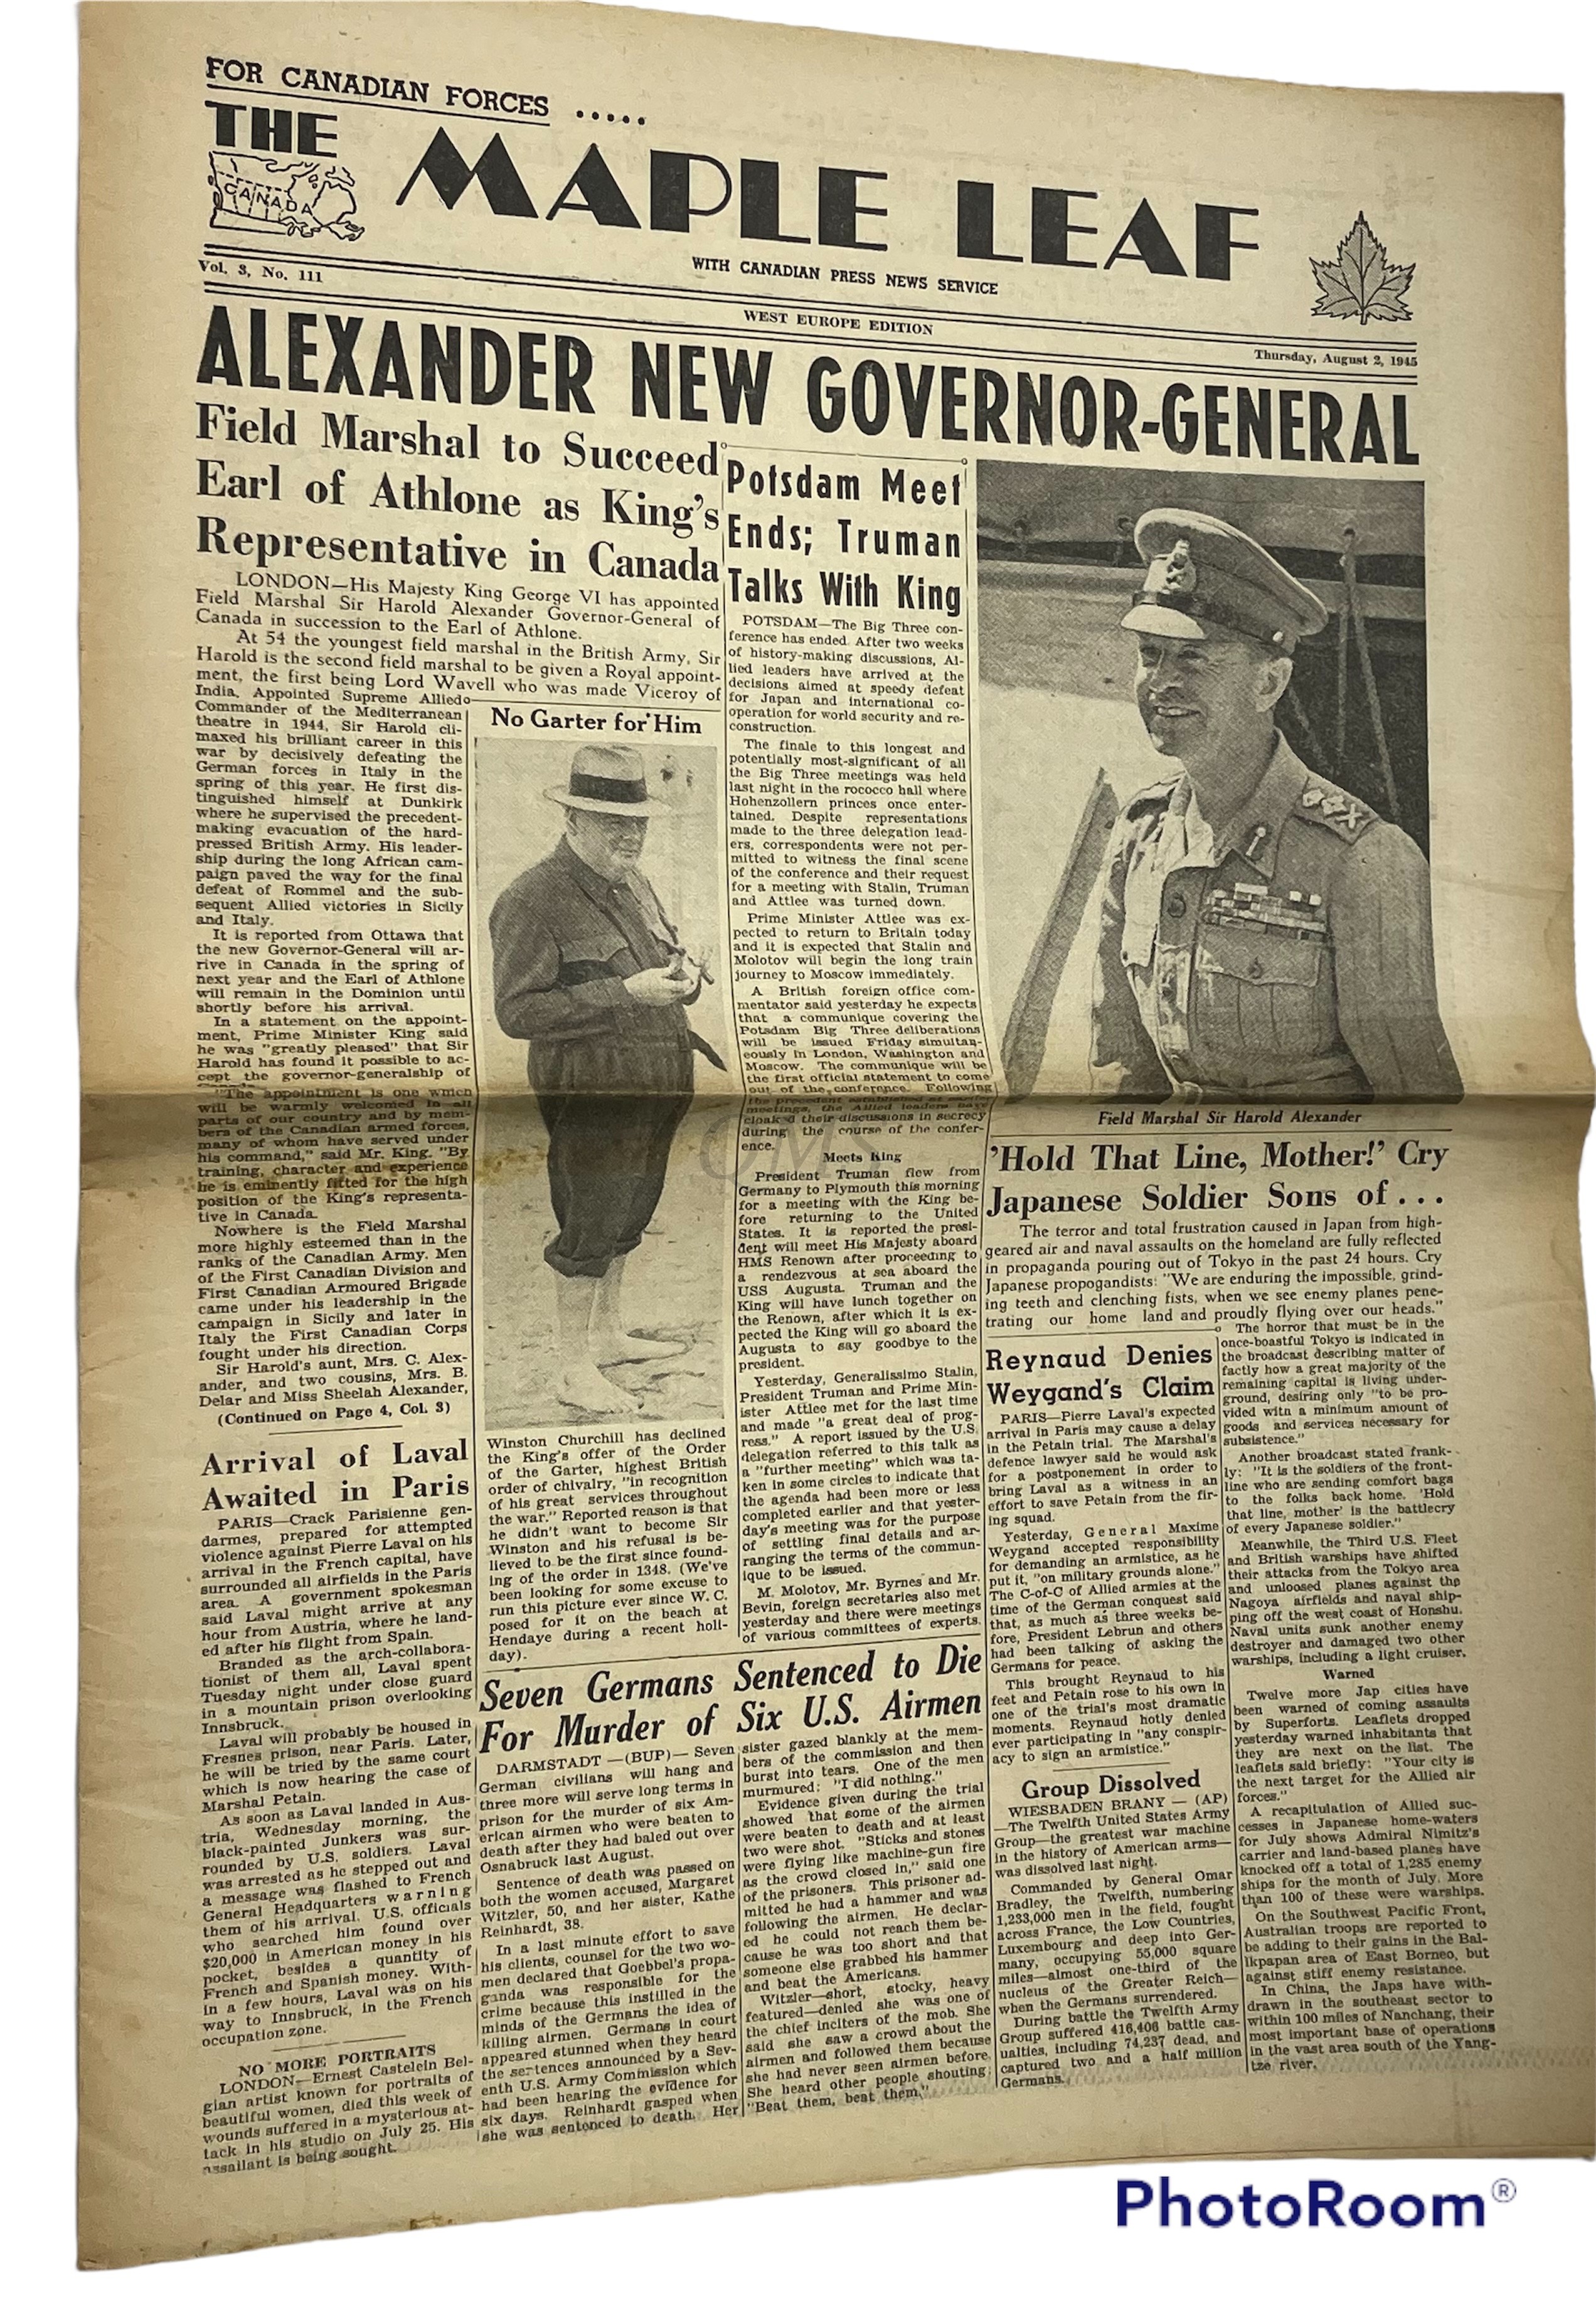 FOR CANADIAN FORCES .....
THE
CANADA
MAPLE LEAF
WITH CANADIAN PRESS NEWS SERVICE
Vol. 3, No. 111
WEST EUROPE EDITION
Thursday, August 2, 1945
ALEXANDER NEW GOVERNOR-GENERAL
Field Marshal to Succeed
Earl of Athlone as King's
Representative in Canada
LONDON—His Majesty King George VI has appointed
Field Marshal Sir Harold Alexander Governor-General of
Canada in succession to the Earl of Athlone.
At 54 the youngest field marshal in the British Army, Sir
Harold is the second field marshal to be given a Royal appoint-
ment, the first being Lord Wavell who was made Viceroy of
India. Appointed Supreme Allied
Commander of the Mediterranean
theatre in 1944, Sir Harold cli-
maxed his brilliant career in this
war by decisively defeating the
German forces in Italy in the
spring of this year. He first dis-
tinguished himself at Dunkirk
where he supervised the precedent-
making evacuation of the hard-
pressed British Army. His leader-
ship during the long African cam-
paign paved the way for the final
defeat of Rommel and the sub-
sequent Allied victories in Sicily
and Italy.
It is reported from Ottawa that
the new Governor-General will ar-
rive in Canada in the spring of
next year and the Earl of Athlone
will remain in the Dominion until
shortly before his arrival.
In a statement on the appoint-
ment, Prime Minister King said
he was "greatly pleased" that Sir
Harold has found it possible to ac-
cept the governor-generalship of
"The appointment is one which
will be warmly welcomed in all
parts of our country and by mem-
bers of the Canadian armed forces,
many of whom have served under
his command," said Mr. King. "By
training, character and experience
he is eminently fitted for the high
position of the King's representa-
tive in Canada.
Nowhere is the Field Marshal
more highly esteemed than in the
ranks of the Canadian Army. Men
of the First Canadian Division and
First Canadian Armoured Brigade
came under his leadership in the
campaign in Sicily and later in
Italy the First Canadian Corps
fought under his direction.
Sir Harold's aunt, Mrs. C. Alex-
ander, and two cousins, Mrs. B.
Delar and Miss Sheelah Alexander,
(Continued on Page 4, Col. 3)
Arrival of Laval
Awaited in Paris
PARIS—Crack Parisienne gen-
darmes, prepared for attempted
violence against Pierre Laval on his
arrival in the French capital, have
surrounded all airfields in the Paris
area. A government spokesman
said Laval might arrive at any
hour from Austria, where he land-
ed after his flight from Spain.
Branded as the arch-collabora-
tionist of them all, Laval spent
Tuesday night under close guard
in a mountain prison overlooking
Innsbruck.
Laval will probably be housed in
Fresnes prison, near Paris. Later,
he will be tried by the same court
which is now hearing the case of
Marshal Petain.
As soon as Laval landed in Aus-
tria, Wednesday morning, the
black-painted Junkers was sur-
rounded by U.S. soldiers. Laval
was arrested as he stepped out and
a message was flashed to French
General Headquarters warning
them of his arrival. U.S. officials
who searched him found over
$20,000 in American money in his
pocket, besides a quantity of
French and Spanish money. With-
in a few hours, Laval was on his
way to Innsbruck, in the French
occupation zone.
NO MORE PORTRAITS
LONDON—Ernest Castelein Bel-
gian artist known for portraits of
beautiful women, died this week of
wounds suffered in a mysterious at-
tack in his studio on July 25. His
assailant is being sought.
No Garter for Him
Winston Churchill has declined
the King's offer of the Order
of the Garter, highest British
order of chivalry, "in recognition
of his great services throughout
the war." Reported reason is that
he didn't want to become Sir
Winston and his refusal is be-
lieved to be the first since found-
ing of the order in 1348. (We've
been looking for some excuse to
run this picture ever since W. C.
posed for it on the beach at
Hendaye during a recent holi-
day).
Potsdam Meet
Ends; Truman
Talks With King
POTSDAM—The Big Three con-
ference has ended. After two weeks
of history-making discussions, Al-
lied leaders have arrived at the
decisions aimed at speedy defeat
for Japan and international co-
operation for world security and re-
construction.
The finale to this longest and
potentially most-significant of all
the Big Three meetings was held
last night in the rococco hall where
Hohenzollern princes once enter-
tained. Despite representations
made to the three delegation lead-
ers, correspondents were not per-
mitted to witness the final scene
of the conference and their request
for a meeting with Stalin, Truman
and Attlee was turned down.
Prime Minister Attlee was ex-
pected to return to Britain today
and it is expected that Stalin and
Molotov will begin the long train
journey to Moscow immediately.
A British foreign office com-
mentator said yesterday he expects
that a communique covering the
Potsdam Big Three deliberations
will be issued Friday simultan-
eously in London, Washington and
Moscow. The communique will be
the first official statement to come
out of the conference. Following
the precedent established at earlier
meetings, the Allied leaders have
cloak d their discussions in secrecy
during the course of the confer-
ence.
Meets King
President Truman flew from
Germany to Plymouth this morning
for a meeting with the King be-
fore returning to the United
States. It is reported the presi-
dent will meet His Majesty aboard
HMS Renown after proceeding to
a rendezvous at sea aboard the
USS Augusta. Truman and the
King will have lunch together on
the Renown, after which it is ex-
pected the King will go aboard the
Augusta to say goodbye to the
president.
Yesterday, Generalissimo Stalin,
President Truman and Prime Min-
ister Attlee met for the last time
and made "a great deal of prog-
ress." A report issued by the U.S.
delegation referred to this talk as
a "further meeting" which was ta-
ken in some circles to indicate that
the agenda had been more or less
completed earlier and that yester-
day's meeting was for the purpose
of settling final details and ar-
ranging the terms of the commun-
ique to be issued.
M. Molotov, Mr. Byrnes and Mr.
Bevin, foreign secretaries also met
yesterday and there were meetings
of various committees of experts.
Seven Germans Sentenced to Die
For Murder of Six U.S. Airmen
DARMSTADT —(BUP)— Seven
German civilians will hang and
three more will serve long terms in
prison for the murder of six Am-
erican airmen who were beaten to
death after they had baled out over
Osnabruck last August.
Sentence of death was passed on
both the women accused, Margaret
Witzler, 50, and her sister, Kathe
Reinhardt, 38.
In a last minute effort to save
his clients, counsel for the two wo-
men declared that Goebbel's propa-
ganda was responsible for the
crime because this instilled in the
minds of the Germans the idea of
killing airmen. Germans in court
appeared stunned when they heard
the sentences announced by a Sev-
enth U.S. Army Commission which
had been hearing the evidence for
six days. Reinhardt gasped when
she was sentenced to death. Her
sister gazed blankly at the mem-
bers of the commission and then
burst into tears. One of the men
murmured: "I did nothing."
Evidence given during the trial
showed that some of the airmen
were beaten to death and at least
two were shot. "Sticks and stones
were flying like machine-gun fire
as the crowd closed in," said one
of the prisoners. This prisoner ad-
mitted he had a hammer and was
following the airmen. He declar-
ed he could not reach them be-
cause he was too short and that
someone else grabbed his hammer
and beat the Americans.
Witzler—short, stocky, heavy
featured—denied she was one of
the chief inciters of the mob. She
said she saw a crowd about the
airmen and followed them because
she had never seen airmen before.
She heard other people shouting:
"Beat them, beat them."
Field Marshal Sir Harold Alexander
'Hold That Line, Mother!' Cry
Japanese Soldier Sons of . . .
The terror and total frustration caused in Japan from high-
geared air and naval assaults on the homeland are fully reflected
in propaganda pouring out of Tokyo in the past 24 hours. Cry
Japanese propogandists: "We are enduring the impossible, grind-
ing teeth and clenching fists, when we see enemy planes pene-
trating our home land and proudly flying over our heads."
Reynaud Denies
Weygand's Claim
PARIS—Pierre Laval's expected
arrival in Paris may cause a delay
in the Petain trial. The Marshal's
defence lawyer said he would ask
for a postponement in order to
bring Laval as a witness in an
effort to save Petain from the fir-
ing squad.
Yesterday, General Maxime
Weygand accepted responsibility
for demanding an armistice, as he
put it, "on military grounds alone."
The C-of-C of Allied armies at the
time of the German conquest said
that, as much as three weeks be-
fore, President Lebrun and others
had been talking of asking the
Germans for peace.
This brought Reynaud to his
feet and Petain rose to his own in
one of the trial's most dramatic
moments. Reynaud hotly denied
ever participating in "any conspir-
acy to sign an armistice."
Group Dissolved
WIESBADEN BRANY — (AP)
—The Twelfth United States Army
Group—the greatest war machine
in the history of American arms—
was dissolved last night.
Commanded by General Omar
Bradley, the Twelfth, numbering
1,233,000 men in the field, fought
across France, the Low Countries,
Luxembourg and deep into Ger-
many, occupying 55,000 square
miles—almost one-third of the
nucleus of the Greater Reich—
when the Germans surrendered.
During battle the Twelfth Army
Group suffered 416,406 battle cas-
ualties, including 74,237 dead, and
captured two and a half million
Germans.
The horror that must be in the
once-boastful Tokyo is indicated in
the broadcast describing matter of
factly how a great majority of the
remaining capital is living under-
ground, desiring only "to be pro-
vided witn a minimum amount of
goods and services necessary for
subsistence."
Another broadcast stated frank-
ly: "It is the soldiers of the front-
line who are sending comfort bags
to the folks back home. 'Hold
that line, mother' is the battlecry
of every Japanese soldier."
Meanwhile, the Third U.S. Fleet
and British warships have shifted
their attacks from the Tokyo area
and unloosed planes against the
Nagoya airfields and naval ship-
ping off the west coast of Honshu.
Naval units sunk another enemy
destroyer and damaged two other
warships, including a light cruiser.
Warned
Twelve more Jap cities have
been warned of coming assaults
by Superforts. Leaflets dropped
yesterday warned inhabitants that
they are next on the list. The
leaflets said briefly: "Your city is
the next target for the Allied air
forces."
A recapitulation of Allied suc-
cesses in Japanese home-waters
for July shows Admiral Nimitz's
carrier and land-based planes have
knocked off a total of 1,285 enemy
ships for the month of July. More
than 100 of these were warships.
On the Southwest Pacific Front,
Australian troops are reported to
be adding to their gains in the Bal-
ikpapan area of East Borneo, but
against stiff enemy resistance.
In China, the Japs have with-
drawn in the southeast sector to
within 100 miles of Nanchang, their
most important base of operations
in the vast area south of the Yang-
tze river.
PhotoRoom®